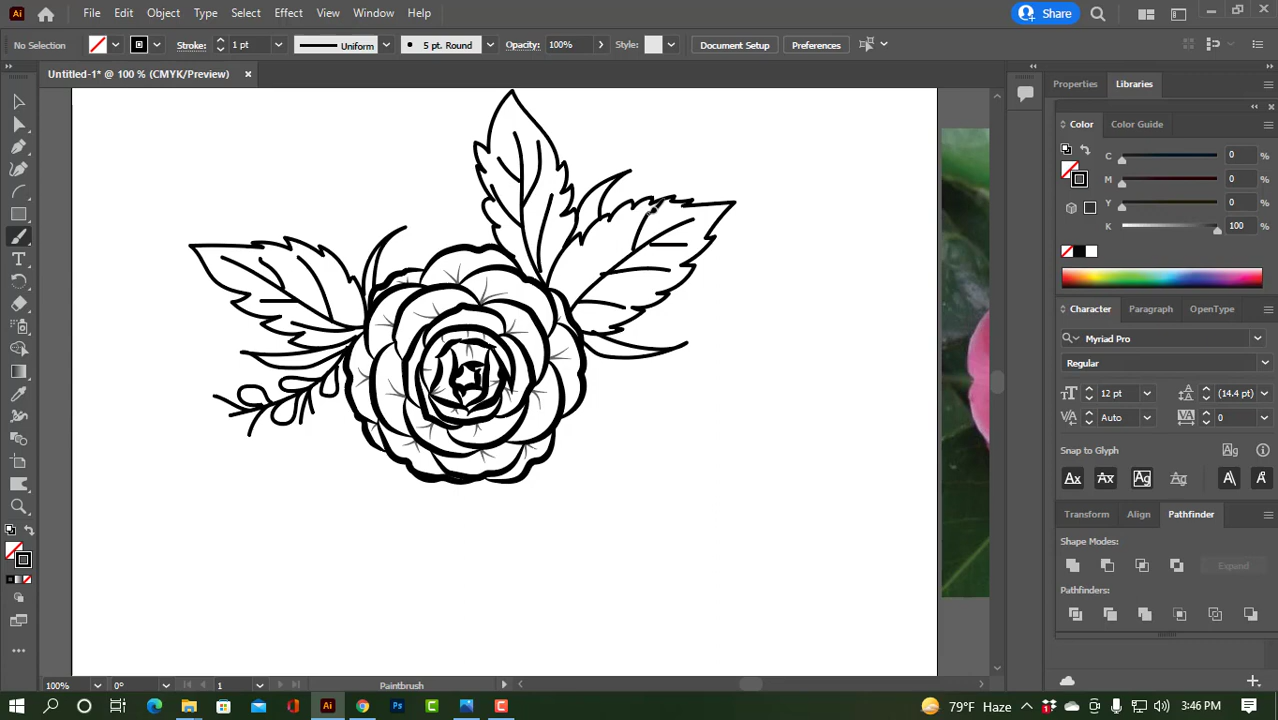 Ai File Edit Object Type Select Effect View Window Help Share
No Selection Stroke: 1 pt Uniform 5 pt. Round Opacity: 100% Style: Document Setup Preferences
Untitled-1* @ 100 % (CMYK/Preview)
Properties Libraries
Color Color Guide
C 0 %
M 0 %
Y 0 %
K 100 %
Character Paragraph OpenType
Myriad Pro
Regular
12 pt (14.4 pt)
Auto 0
Snap to Glyph
Transform Align Pathfinder
Shape Modes:
Expand
Pathfinders:
100% 0° 1 Paintbrush
Ai Ps C C 79°F Haze 3:46 PM